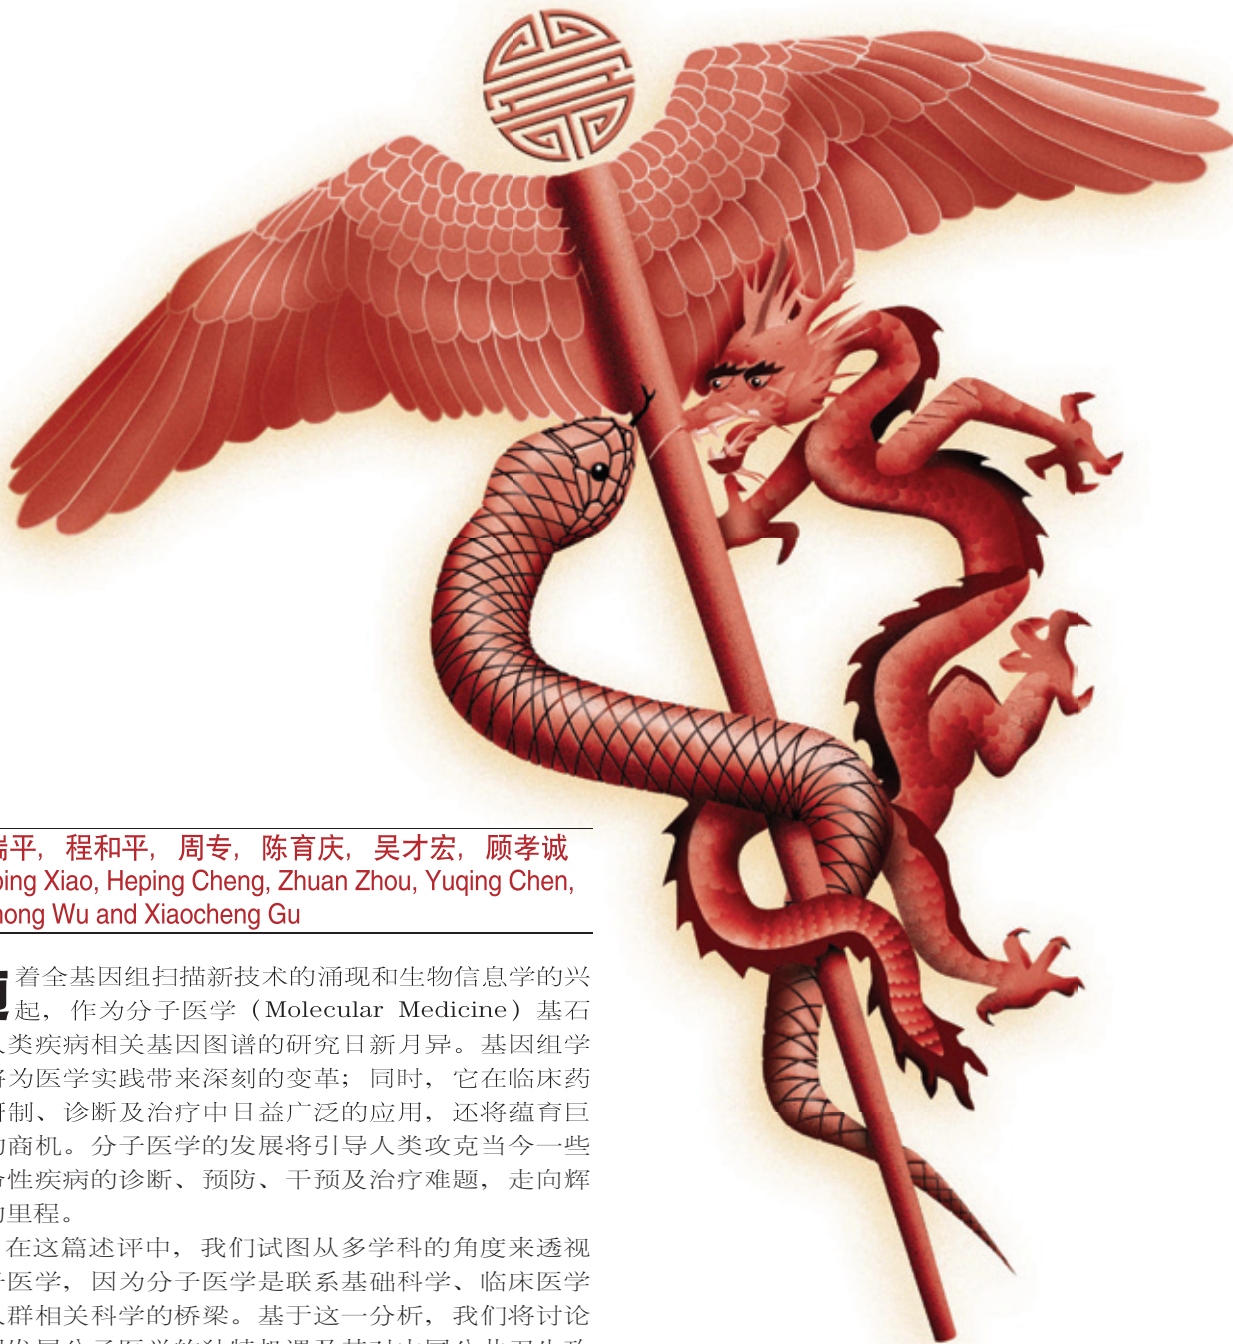 瑞平，程和平，周专，陈育庆，吴才宏，顾孝诚
ping Xiao, Heping Cheng, Zhuan Zhou, Yuqing Chen,
hong Wu and Xiaocheng Gu
着全基因组扫描新技术的涌现和生物信息学的兴
起，作为分子医学 (Molecular Medicine) 基石
人类疾病相关基因图谱的研究日新月异。基因组学
将为医学实践带来深刻的变革；同时，它在临床药
研制、诊断及治疗中日益广泛的应用，还将蕴育巨
的商机。分子医学的发展将引导人类攻克当今一些
命性疾病的诊断、预防、干预及治疗难题，走向辉
的里程。
在这篇述评中，我们试图从多学科的角度来透视
子医学，因为分子医学是联系基础科学、临床医学
人群相关科学的桥梁。基于这一分析，我们将讨论